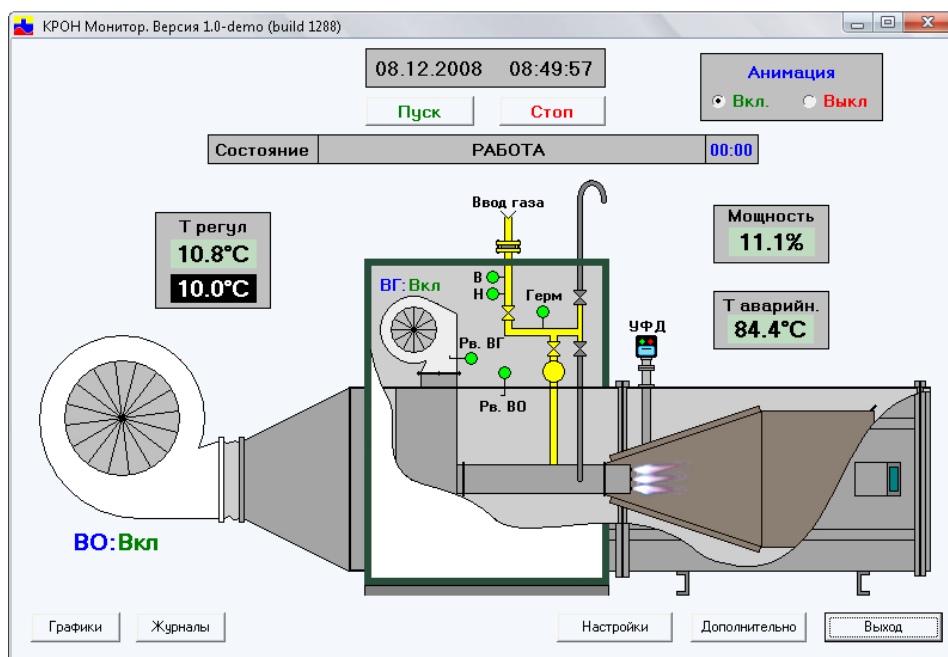 КРОН Монитор. Версия 1.0-demo (build 1288)
08.12.2008 08:49:57
Анимация
Вкл. Выкл
Пуск Стоп
Состояние РАБОТА 00:00
Ввод газа
Т регул
10.8°C
10.0°C
Мощность
11.1%
ВГ:Вкл
В
Н
Герм
Т аварийн.
84.4°C
УФД
Рв. ВГ
Рв. ВО
ВО:Вкл
Графики Журналы Настройки Дополнительно Выход